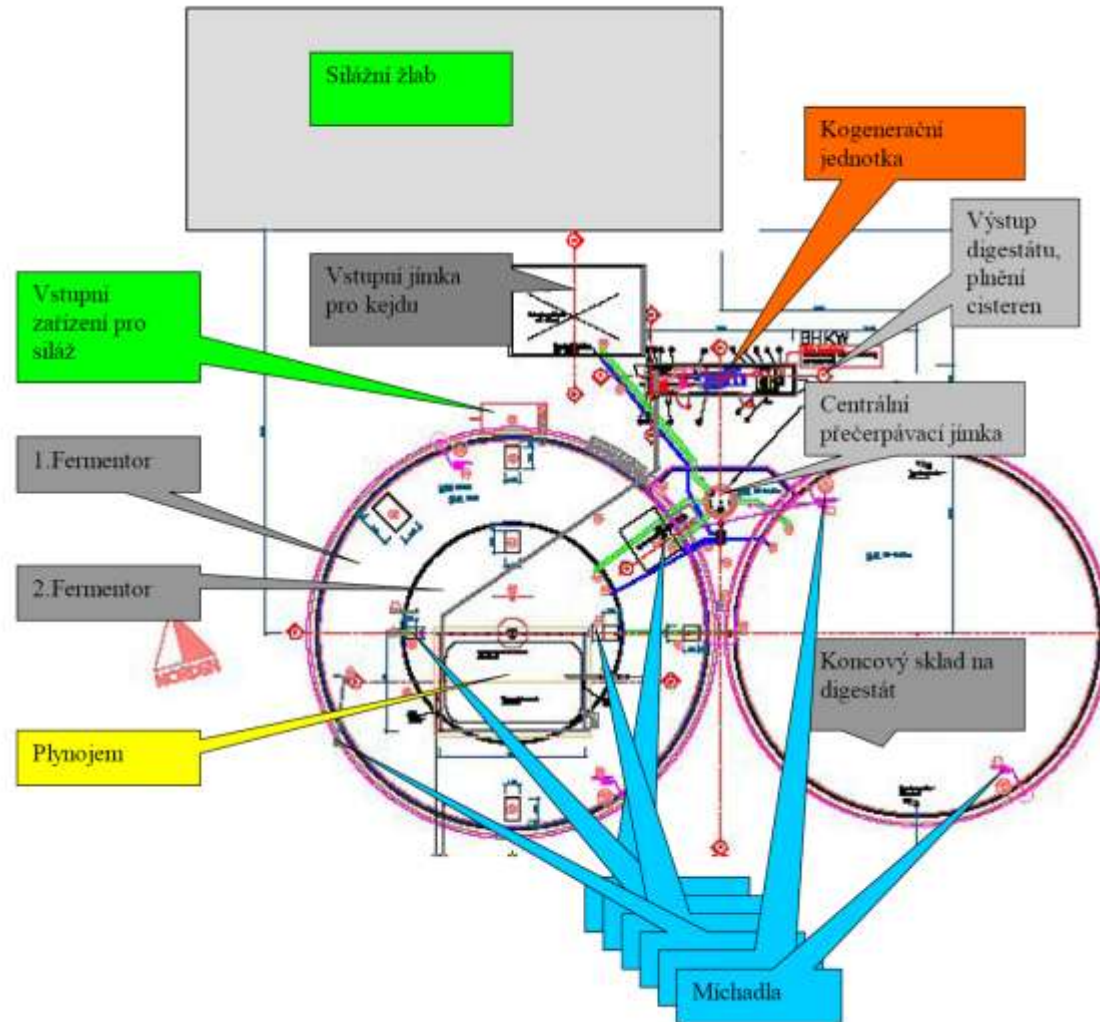 Silážní žlab
Kogenerační
jednotka
Výstup
digestátu,
plnění
cisteren
Vstupní jímka
pro kejdu
Vstupní
zařízení pro
siláž
BHKW
Centrální
přečerpávací jímka
1.Fermentor
2.Fermentor
NORDEN
Koncový sklad na
digestát
Plynojem
Míchadla